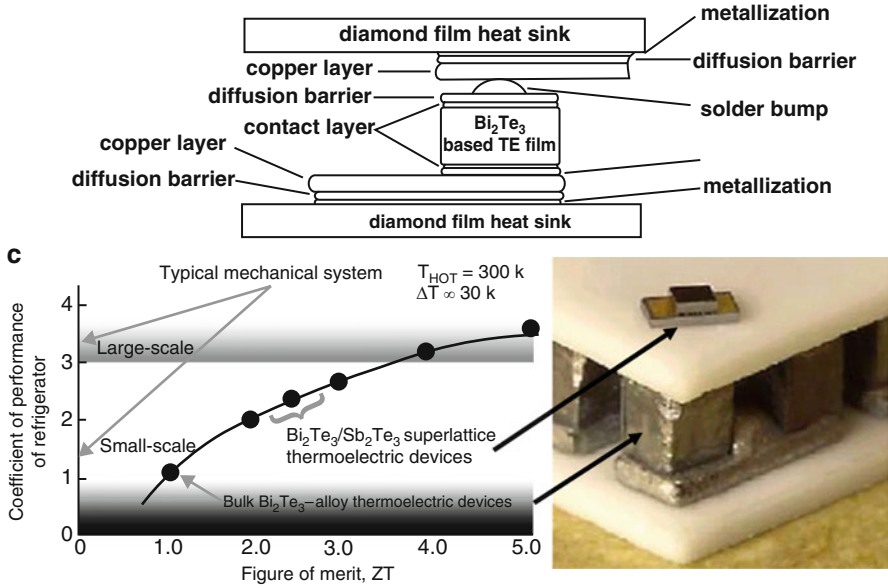 metallization
diamond film heat sink
diffusion barrier
copper layer
diffusion barrier
solder bump
contact layer
Bi₂Te₃
based TE film
copper layer
diffusion barrier
metallization
diamond film heat sink
c
Typical mechanical system
T_HOT = 300 k
ΔT ∝ 30 k
4
Large-scale
3
2
Small-scale
Bi₂Te₃/Sb₂Te₃ superlattice
thermoelectric devices
1
Bulk Bi₂Te₃–alloy thermoelectric devices
0
Coefficient of performance
of refrigerator
0 1.0 2.0 3.0 4.0 5.0
Figure of merit, ZT